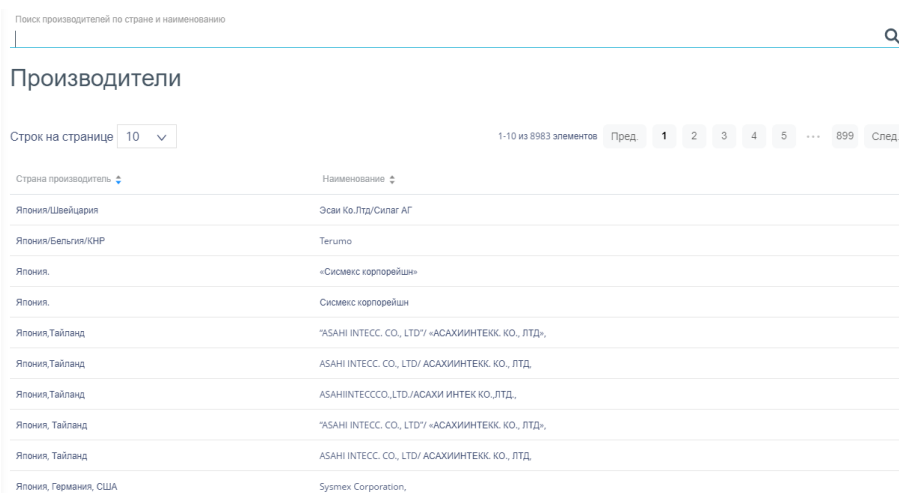 Поиск производителей по стране и наименованию
Производители
Строк на странице 10 1-10 из 8983 элементов Пред. 1 2 3 4 5 ··· 899 След.
Страна производитель Наименование
Япония/Швейцария Эсаи Ко.Лтд/Силаг АГ
Япония/Бельгия/КНР Terumo
Япония. «Сисмекс корпорейшн»
Япония. Сисмекс корпорейшн
Япония,Тайланд "ASAHI INTECC. CO., LTD"/ «АСАХИИНТЕКК. КО., ЛТД»,
Япония,Тайланд ASAHI INTECC. CO., LTD/ АСАХИИНТЕКК. КО., ЛТД,
Япония,Тайланд ASAHIINTECCCO.,LTD./АСАХИ ИНТЕК КО.,ЛТД.,
Япония, Тайланд "ASAHI INTECC. CO., LTD"/ «АСАХИИНТЕКК. КО., ЛТД»,
Япония, Тайланд ASAHI INTECC. CO., LTD/ АСАХИИНТЕКК. КО., ЛТД,
Япония, Германия, США Sysmex Corporation,